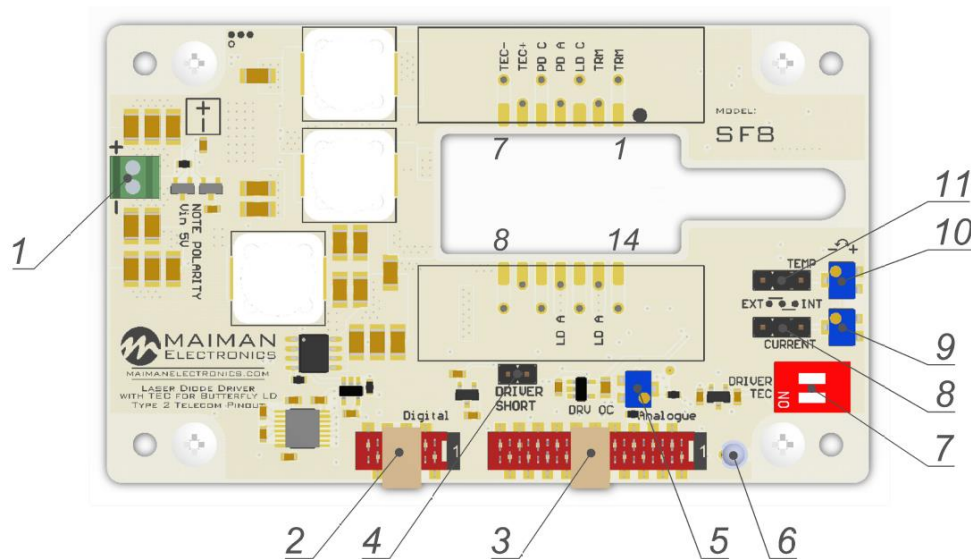 TEC-
TEC+
PD C
PD A
LD C
TRM
TRM
7
1
MODEL:
SF8
+
-
+
-
NOTE POLARITY
Vin 5V
1
8
14
LD A
LD A
11
10
- +
TEMP
EXT INT
CURRENT
9
8
MAIMAN
ELECTRONICS
MAIMANELECTRONICS.COM
LASER DIODE DRIVER
WITH TEC FOR BUTTERFLY LD
TYPE 2 TELECOM PINOUT
DRIVER
SHORT
DRV OC
DRIVER
TEC
ON
7
Digital
Analogue
1
1
2
4
3
5
6